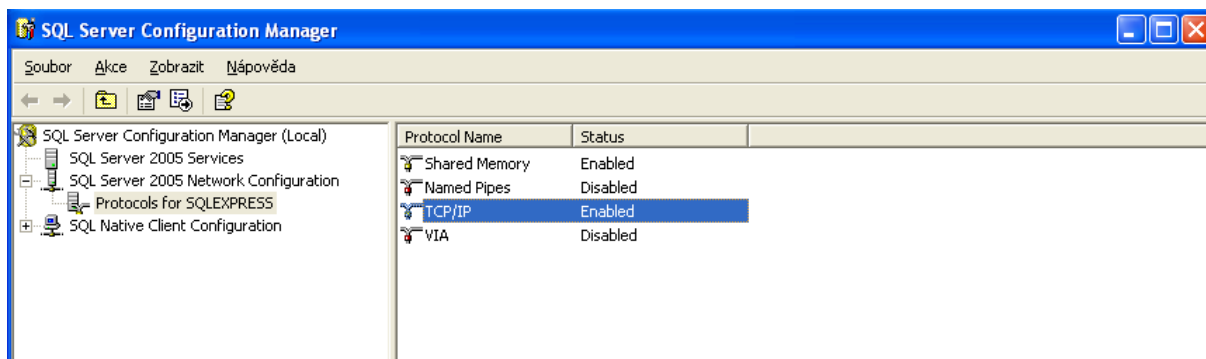 SQL Server Configuration Manager
Soubor Akce Zobrazit Nápověda
SQL Server Configuration Manager (Local)
SQL Server 2005 Services
SQL Server 2005 Network Configuration
Protocols for SQLEXPRESS
SQL Native Client Configuration
Protocol Name Status
Shared Memory Enabled
Named Pipes Disabled
TCP/IP Enabled
VIA Disabled